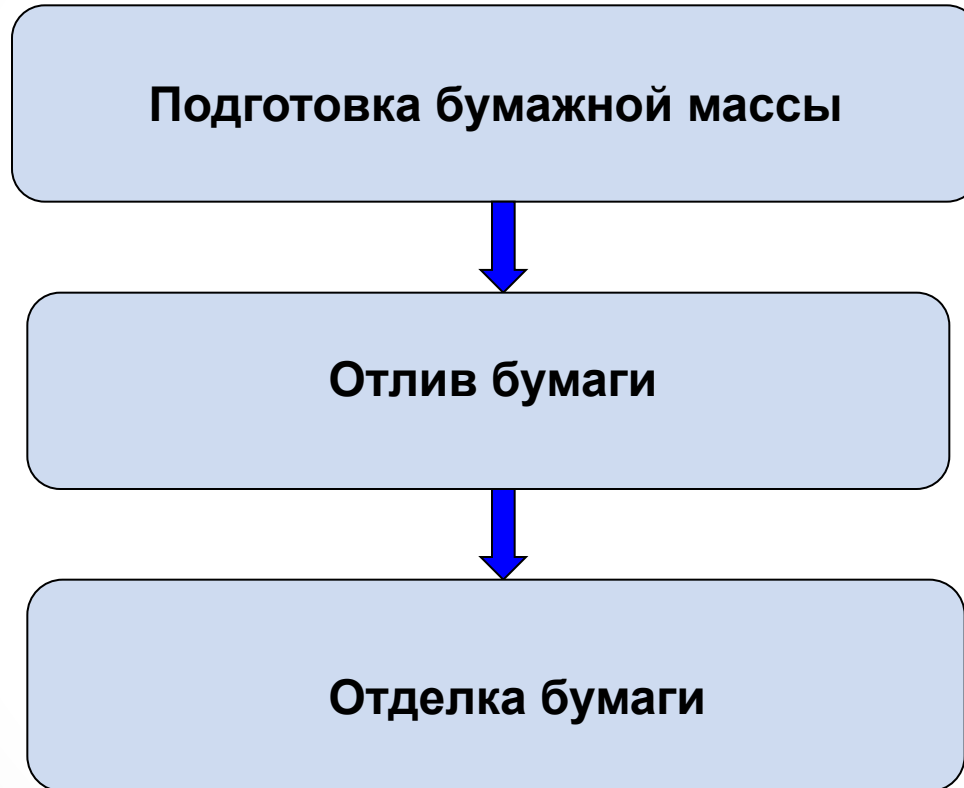 Подготовка бумажной массы
Отлив бумаги
Отделка бумаги